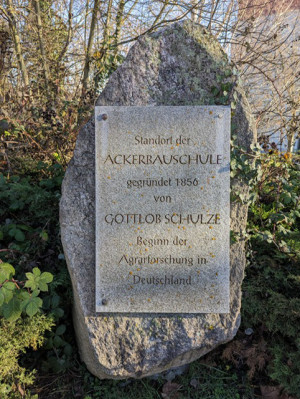 Standort der
ACKERBAUSCHULE
gegründet 1856
von
GOTTLOB SCHULZE
Beginn der
Agrarforschung in
Deutschland